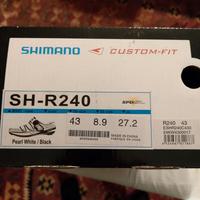 SHIMANO CUSTOM-FIT
SH-R240
43 8.9 27.2
Pearl White / Black
R240 43